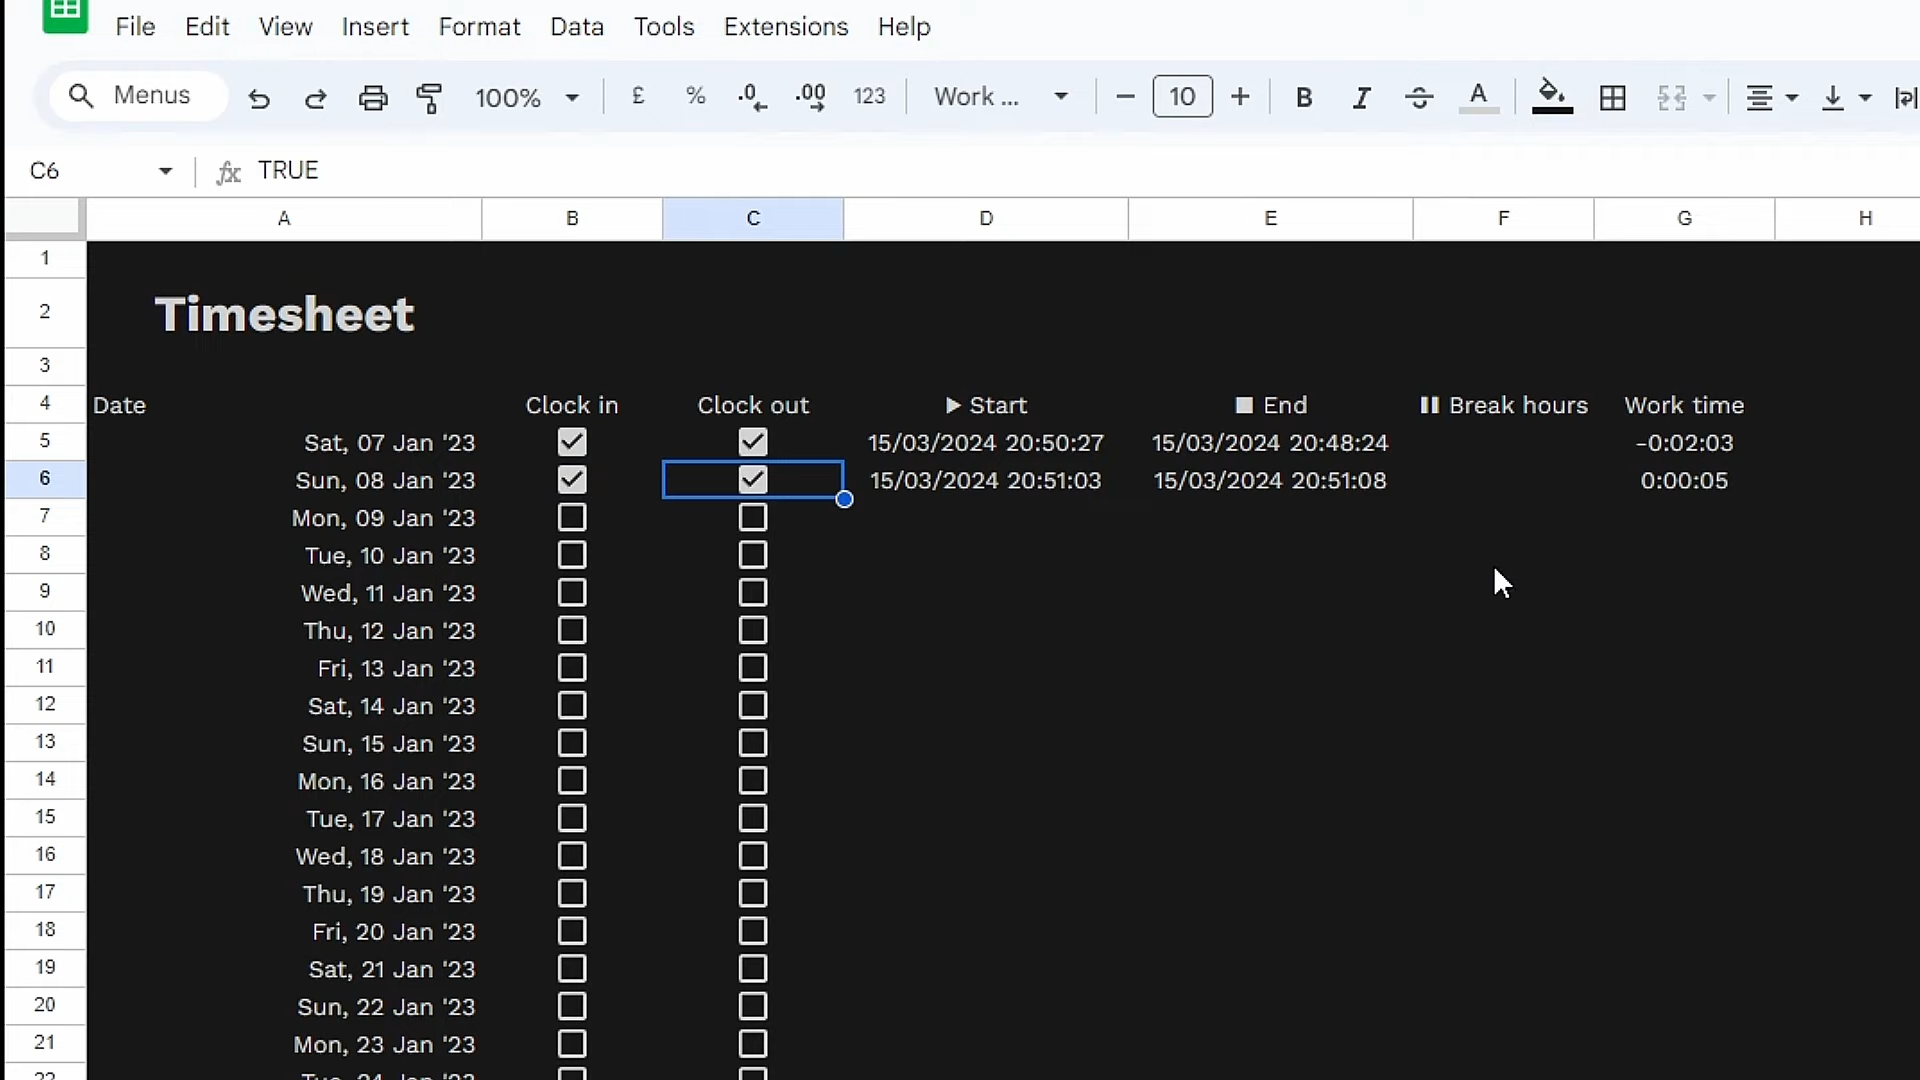 File Edit View Insert Format Data Tools Extensions Help
Menus 100% £ % .0 .00 123 Work ... 10 B I A
C6 fx TRUE
A B C D E F G H
1
2 Timesheet
3
4 Date Clock in Clock out Start End Break hours Work time
5 Sat, 07 Jan '23 15/03/2024 20:50:27 15/03/2024 20:48:24 -0:02:03
6 Sun, 08 Jan '23 15/03/2024 20:51:03 15/03/2024 20:51:08 0:00:05
7 Mon, 09 Jan '23
8 Tue, 10 Jan '23
9 Wed, 11 Jan '23
10 Thu, 12 Jan '23
11 Fri, 13 Jan '23
12 Sat, 14 Jan '23
13 Sun, 15 Jan '23
14 Mon, 16 Jan '23
15 Tue, 17 Jan '23
16 Wed, 18 Jan '23
17 Thu, 19 Jan '23
18 Fri, 20 Jan '23
19 Sat, 21 Jan '23
20 Sun, 22 Jan '23
21 Mon, 23 Jan '23
22 Tue, 24 Jan '23